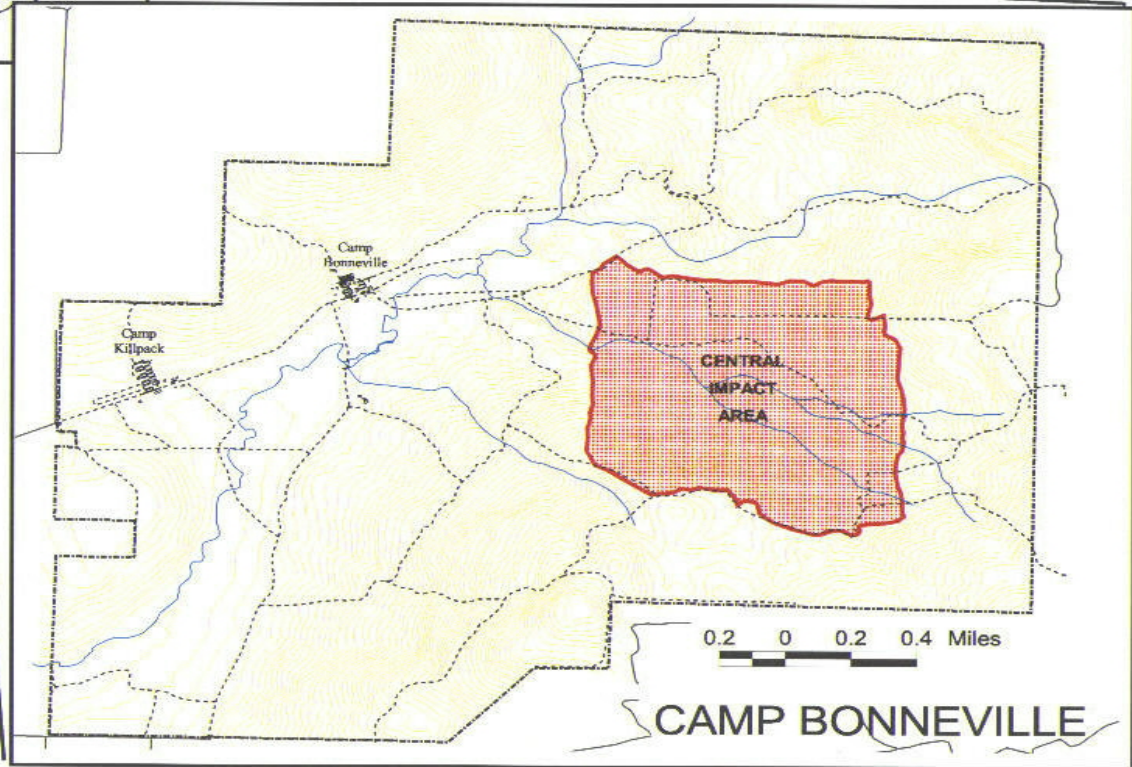 Camp
Bonneville
Camp
Killpack
CENTRAL
IMPACT
AREA
0.2 0 0.2 0.4 Miles
CAMP BONNEVILLE